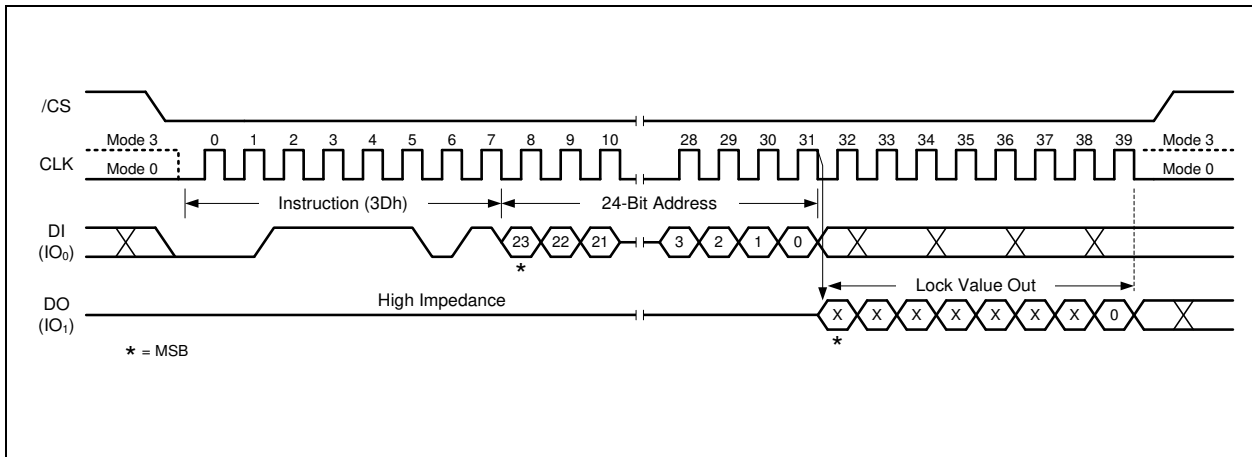 /CS
Mode 3 0 1 2 3 4 5 6 7 8 9 10 28 29 30 31 32 33 34 35 36 37 38 39 Mode 3
CLK
Mode 0 Mode 0
Instruction (3Dh) 24-Bit Address
DI
(IO₀)
23 22 21 3 2 1 0
*
Lock Value Out
High Impedance
DO
(IO₁)
X X X X X X X 0
*
* = MSB